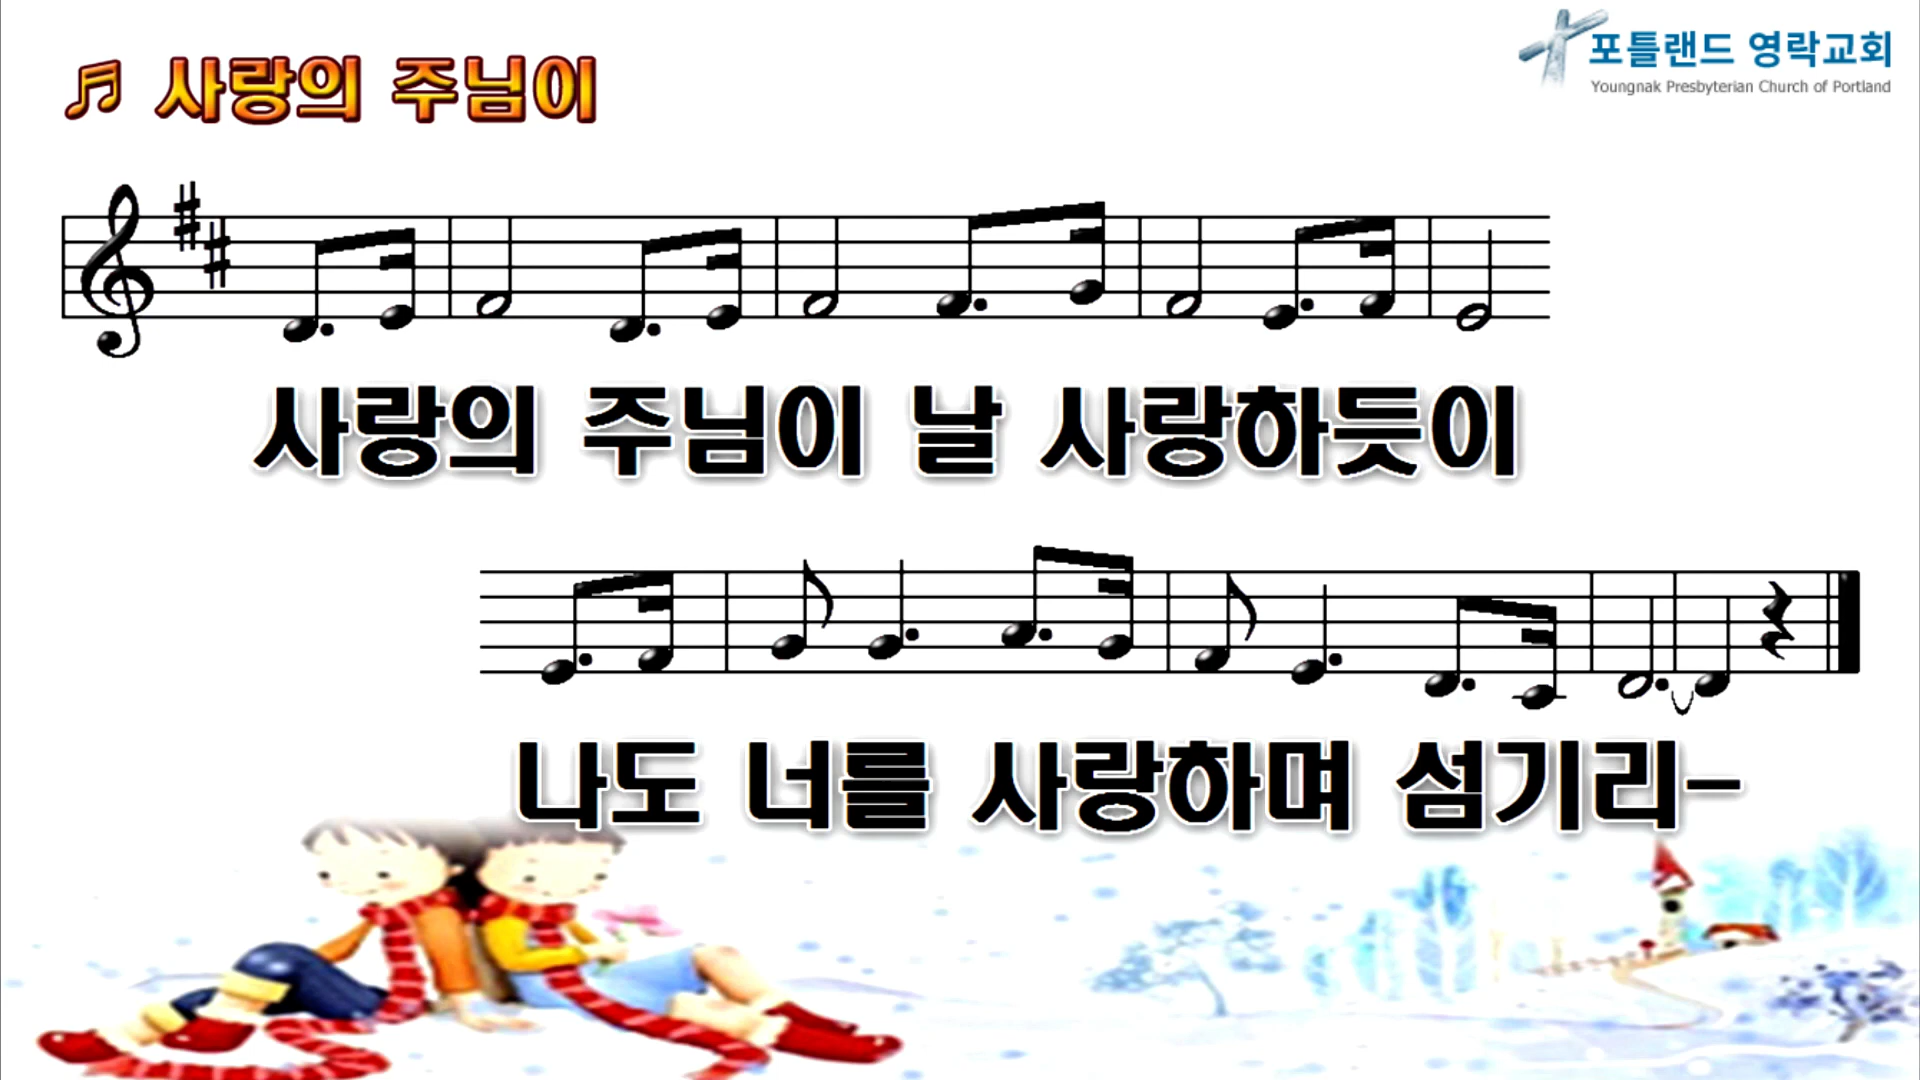 ♬ 사랑의 주님이
포틀랜드 영락교회
Youngnak Presbyterian Church of Portland
사랑의 주님이 날 사랑하듯이
나도 너를 사랑하며 섬기리-